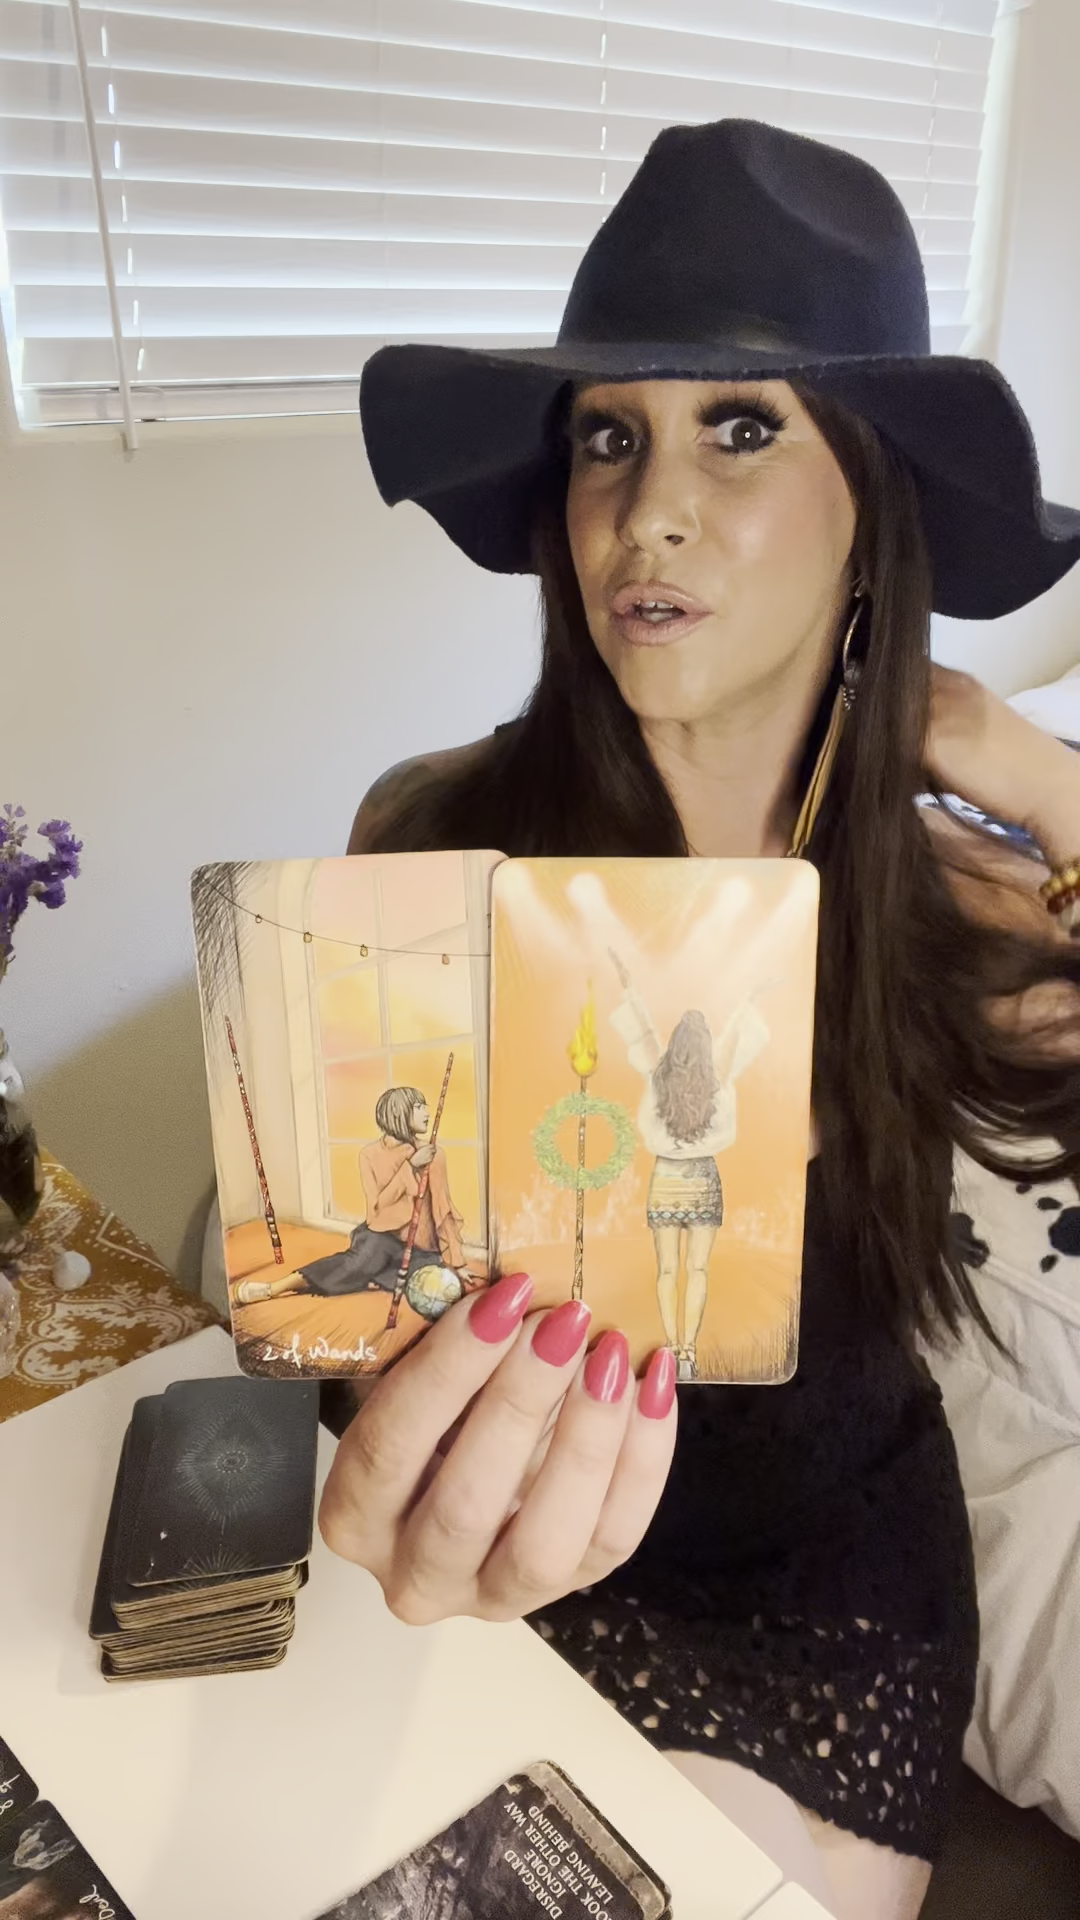 2 of Wands
DISREGARD
IGNORE
LOOK THE OTHER WAY
LEAVING BEHIND